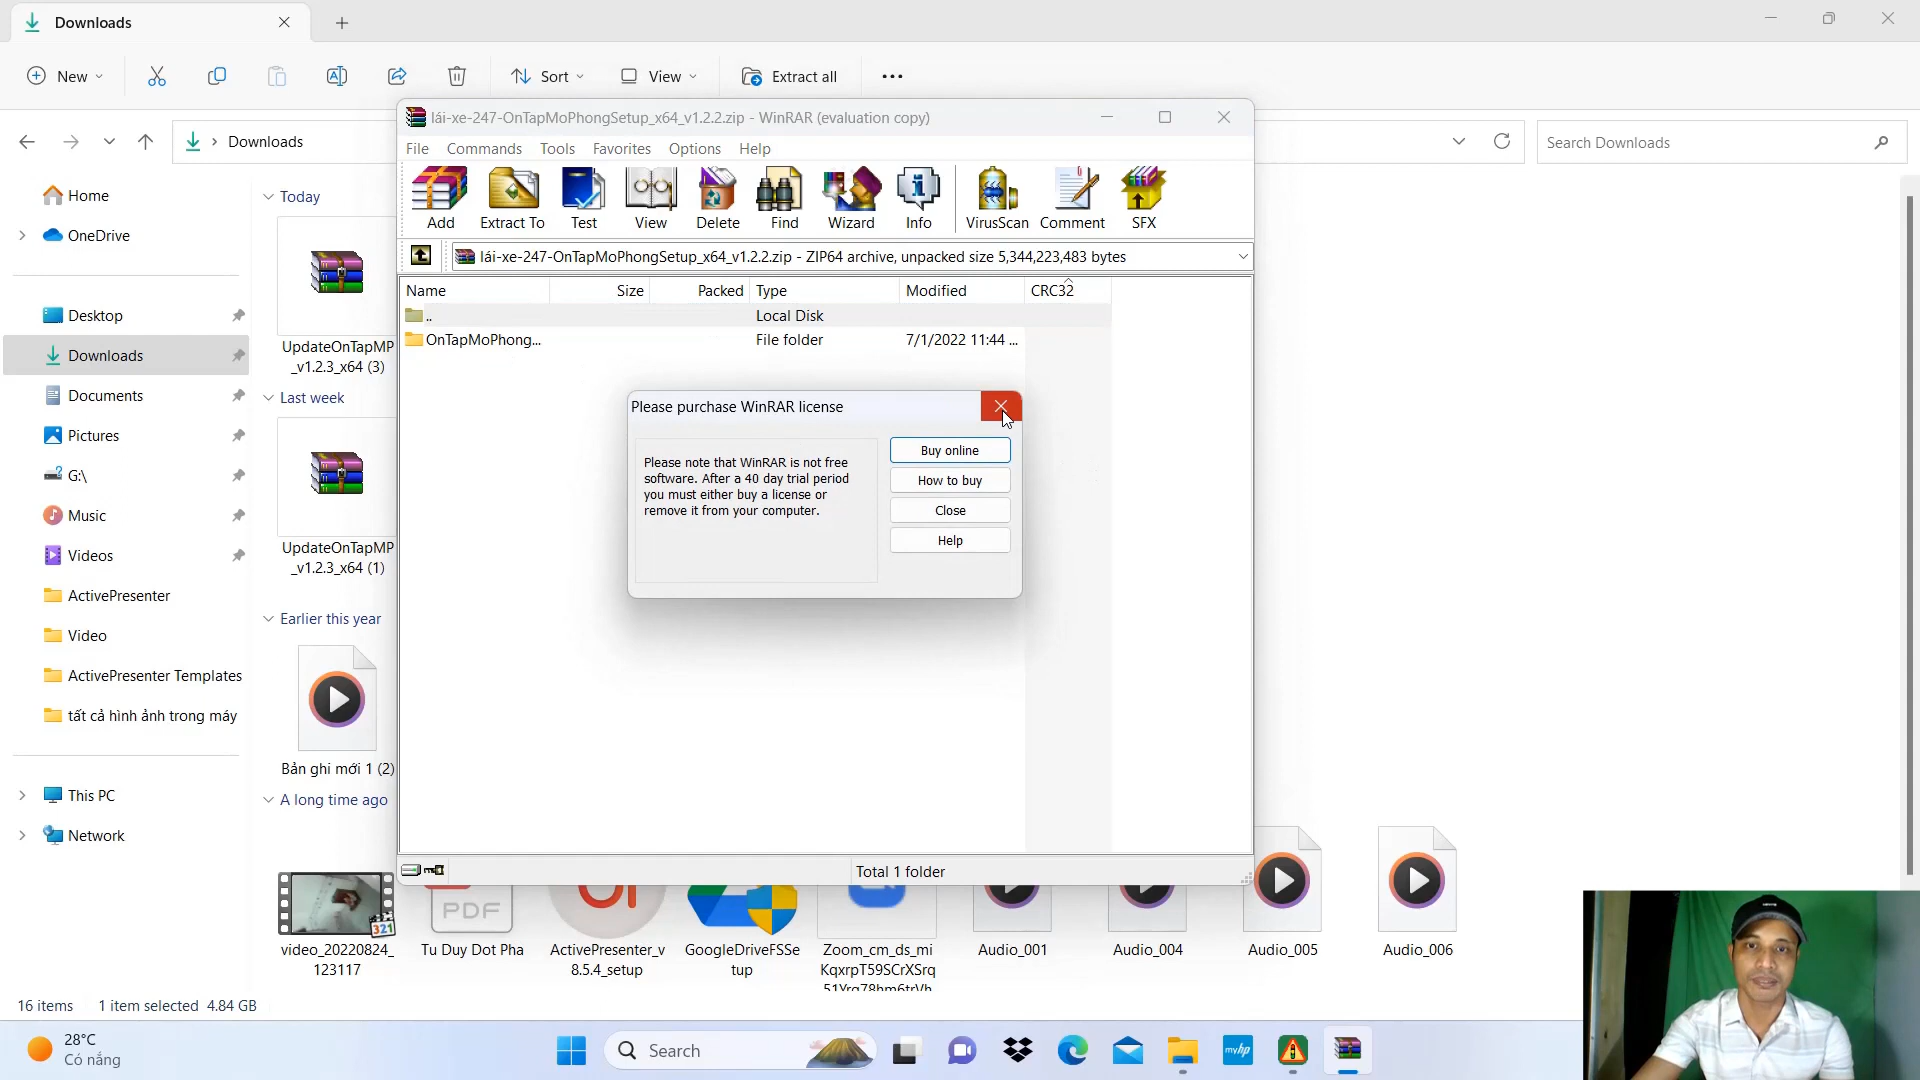 Downloads
New
Sort
View
Extract all
Downloads
Search Downloads
lái-xe-247-OnTapMoPhongSetup_x64_v1.2.2.zip - WinRAR (evaluation copy)
File Commands Tools Favorites Options Help
Add Extract To Test View Delete Find Wizard Info VirusScan Comment SFX
lái-xe-247-OnTapMoPhongSetup_x64_v1.2.2.zip - ZIP64 archive, unpacked size 5,344,223,483 bytes
Name Size Packed Type Modified CRC32
.. Local Disk
OnTapMoPhong... File folder 7/1/2022 11:44 ...
Please purchase WinRAR license
Please note that WinRAR is not free
software. After a 40 day trial period
you must either buy a license or
remove it from your computer.
Buy online
How to buy
Close
Help
Total 1 folder
Home
OneDrive
Desktop
Downloads
Documents
Pictures
G:\
Music
Videos
ActivePresenter
Video
ActivePresenter Templates
tất cả hình ảnh trong máy
This PC
Network
Today
UpdateOnTapMP
_v1.2.3_x64 (3)
Last week
UpdateOnTapMP
_v1.2.3_x64 (1)
Earlier this year
Bản ghi mới 1 (2)
A long time ago
321
video_20220824_
123117
PDF
Tu Duy Dot Pha
ActivePresenter_v
8.5.4_setup
GoogleDriveFSSe
tup
Zoom_cm_ds_mi
KqxrpT59SCrXSrq
Audio_001
Audio_004
Audio_005
Audio_006
16 items 1 item selected 4.84 GB
28°C
Có nắng
Search
myhp